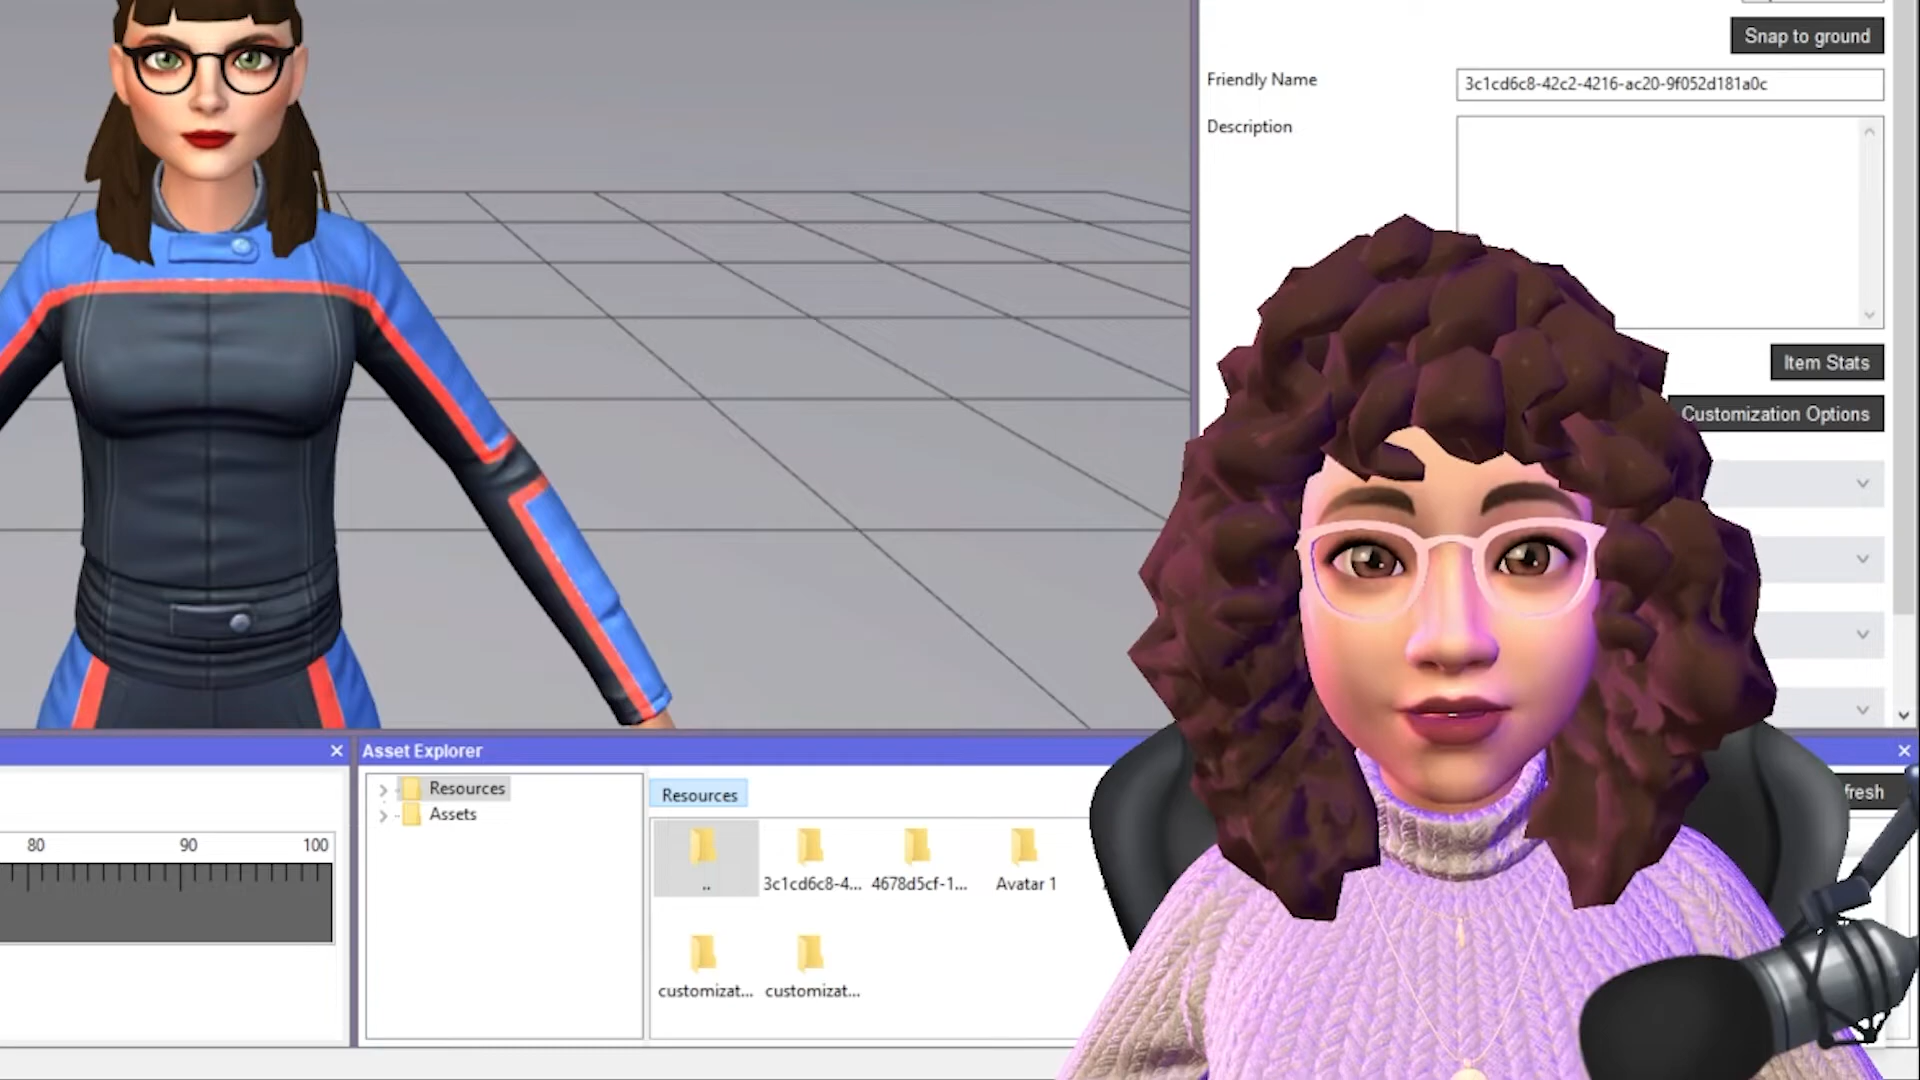 Snap to ground
Friendly Name
3c1cd6c8-42c2-4216-ac20-9f052d181a0c
Description
Item Stats
Customization Options
Asset Explorer
Resources
Assets
Resources
..
3c1cd6c8-4...
4678d5cf-1...
Avatar 1
customizat...
customizat...
fresh
80
90
100